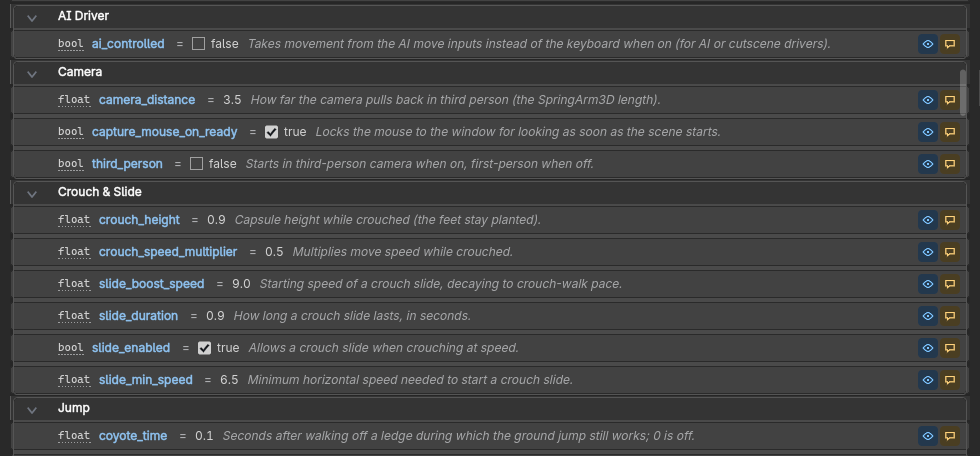 AI Driver
bool ai_controlled = false Takes movement from the AI move inputs instead of the keyboard when on (for AI or cutscene drivers).
Camera
float camera_distance = 3.5 How far the camera pulls back in third person (the SpringArm3D length).
bool capture_mouse_on_ready = true Locks the mouse to the window for looking as soon as the scene starts.
bool third_person = false Starts in third-person camera when on, first-person when off.
Crouch & Slide
float crouch_height = 0.9 Capsule height while crouched (the feet stay planted).
float crouch_speed_multiplier = 0.5 Multiplies move speed while crouched.
float slide_boost_speed = 9.0 Starting speed of a crouch slide, decaying to crouch-walk pace.
float slide_duration = 0.9 How long a crouch slide lasts, in seconds.
bool slide_enabled = true Allows a crouch slide when crouching at speed.
float slide_min_speed = 6.5 Minimum horizontal speed needed to start a crouch slide.
Jump
float coyote_time = 0.1 Seconds after walking off a ledge during which the ground jump still works; 0 is off.